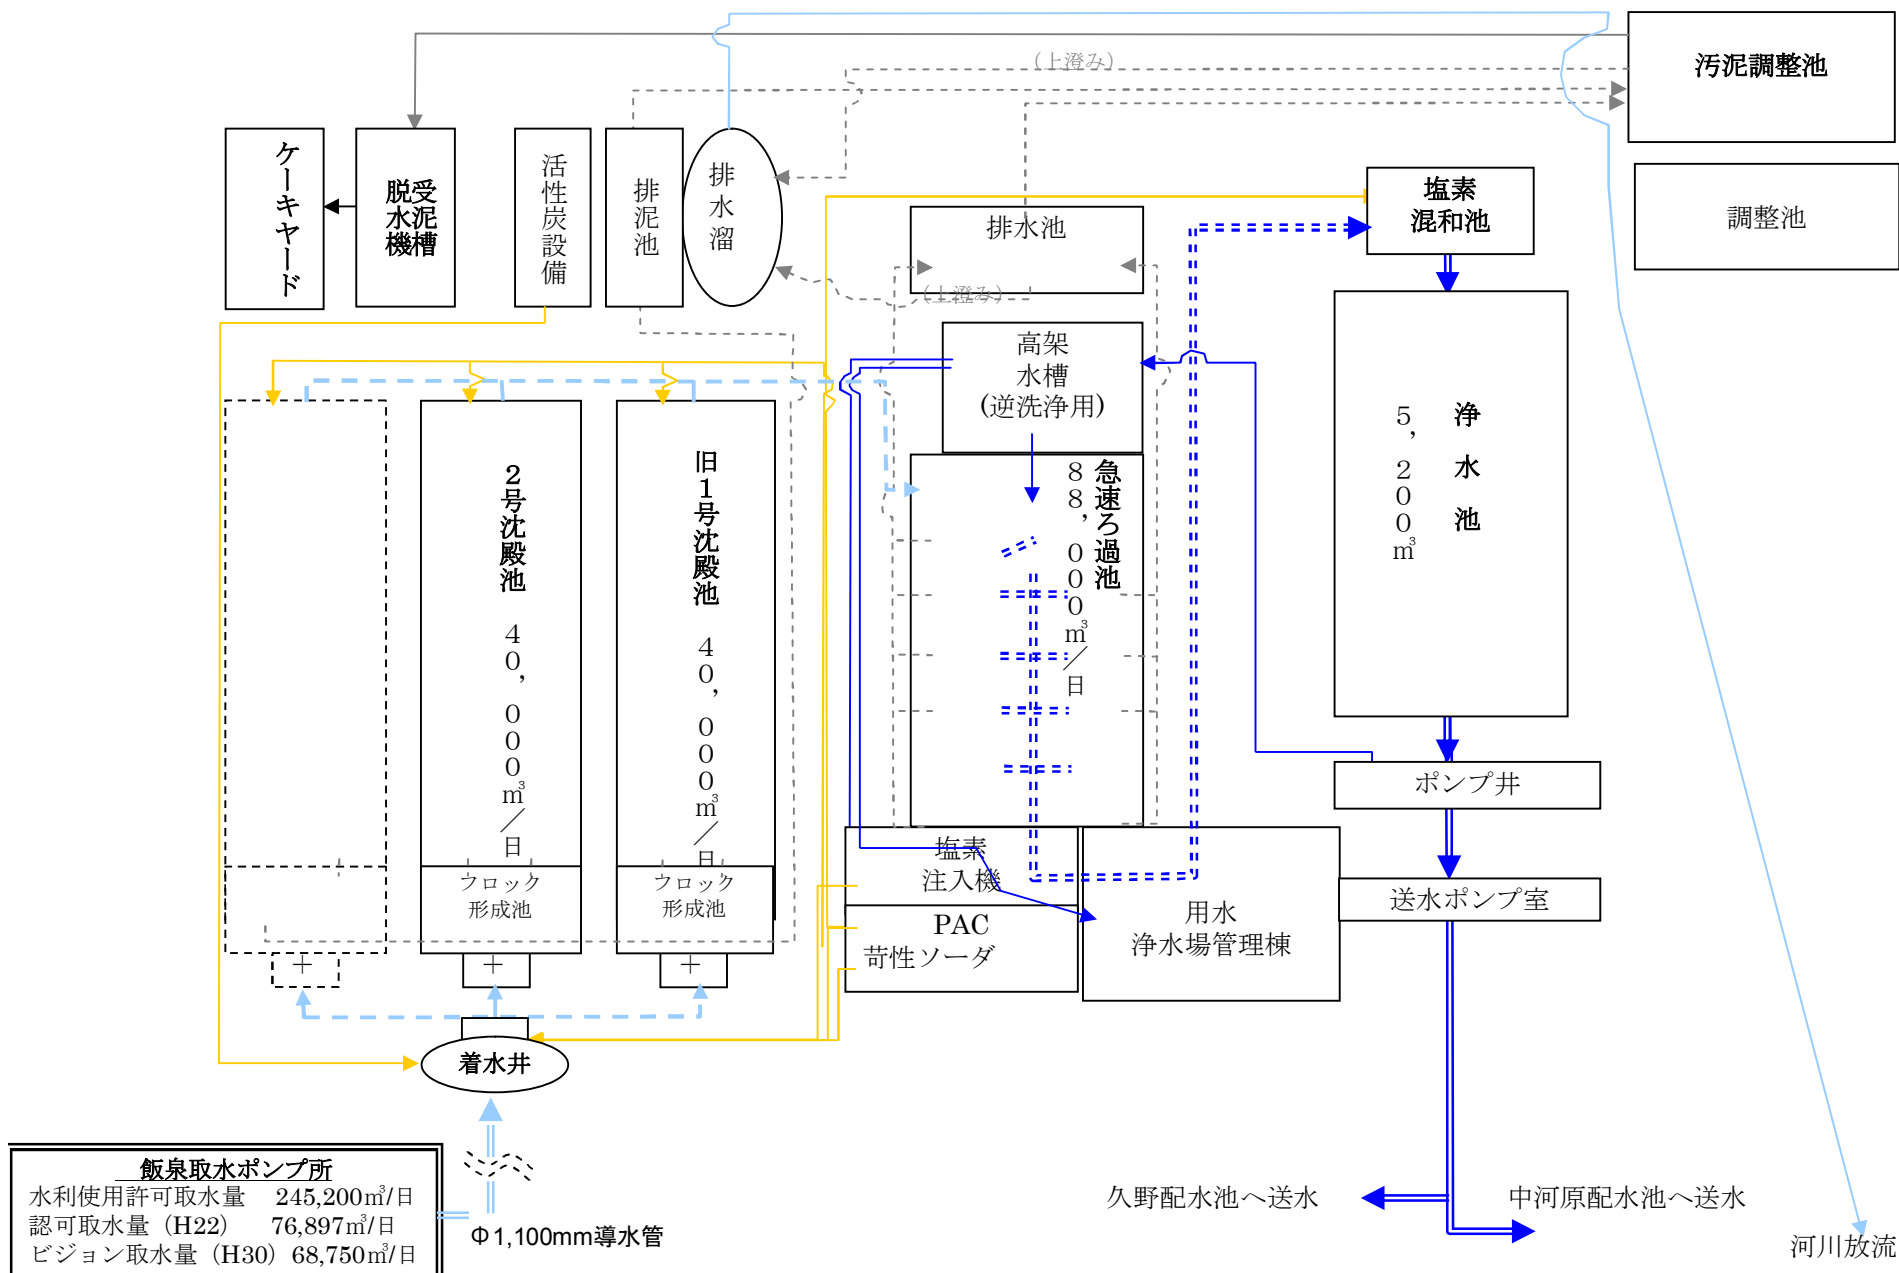 汚泥調整池
(上澄み)
ケーキヤード
受泥槽
脱水機
活性炭設備
排泥池
排水溜
排水池
(上澄み)
塩素
混和池
調整池
高架
水槽
(逆洗浄用)
浄水池
5,200㎥
急速ろ過池
88,000㎥/日
2号沈殿池 40,000㎥/日
旧1号沈殿池 40,000㎥/日
フロック
形成池
フロック
形成池
ポンプ井
送水ポンプ室
塩素
注入機
PAC
苛性ソーダ
用水
浄水場管理棟
+
+
+
着水井
飯泉取水ポンプ所
水利使用許可取水量 245,200㎥/日
認可取水量(H22) 76,897㎥/日
ビジョン取水量(H30) 68,750㎥/日
Φ1,100mm導水管
久野配水池へ送水
中河原配水池へ送水
河川放流